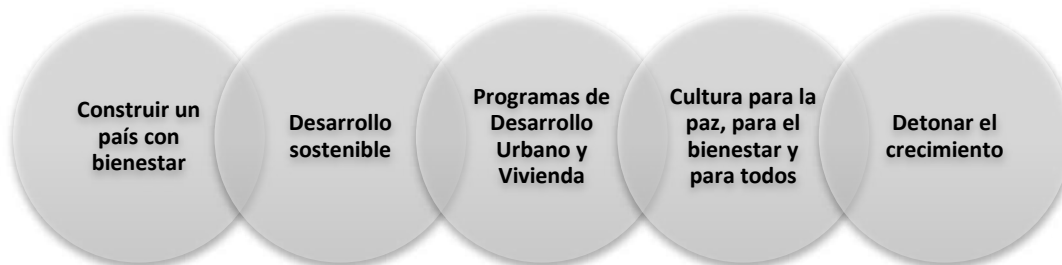 Construir un
país con
bienestar
Desarrollo
sostenible
Programas de
Desarrollo
Urbano y
Vivienda
Cultura para la
paz, para el
bienestar y
para todos
Detonar el
crecimiento